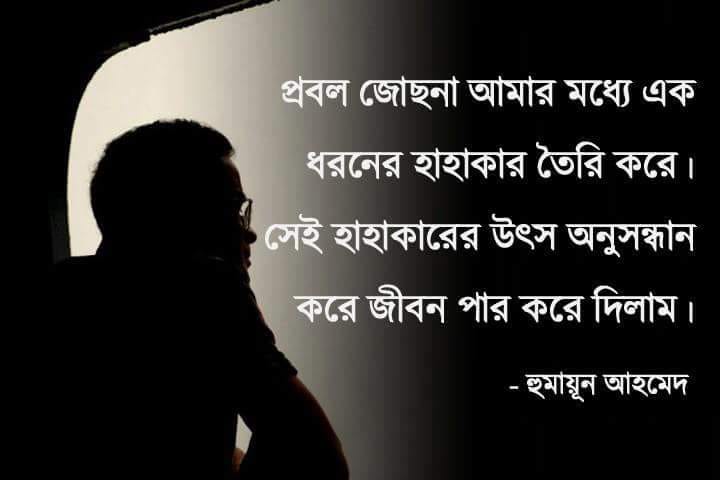 প্রবল জোছনা আমার মধ্যে এক
ধরনের হাহাকার তৈরি করে।
সেই হাহাকারের উৎস অনুসন্ধান
করে জীবন পার করে দিলাম।
- হুমায়ূন আহমেদ